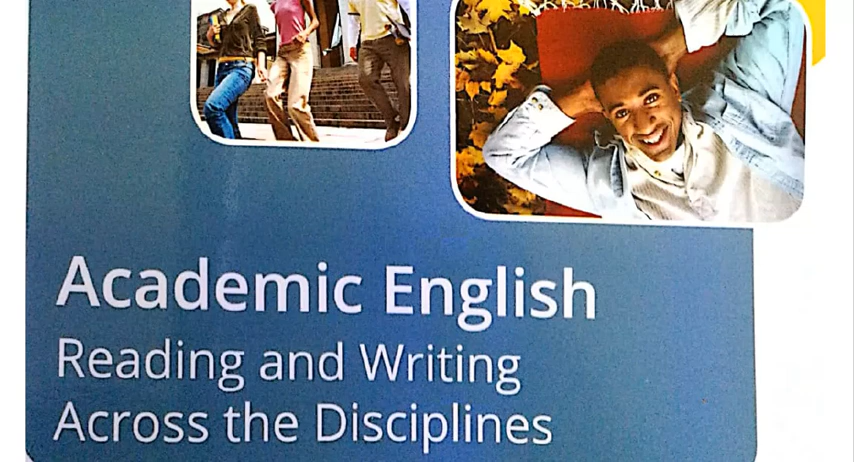 Academic English
Reading and Writing
Across the Disciplines